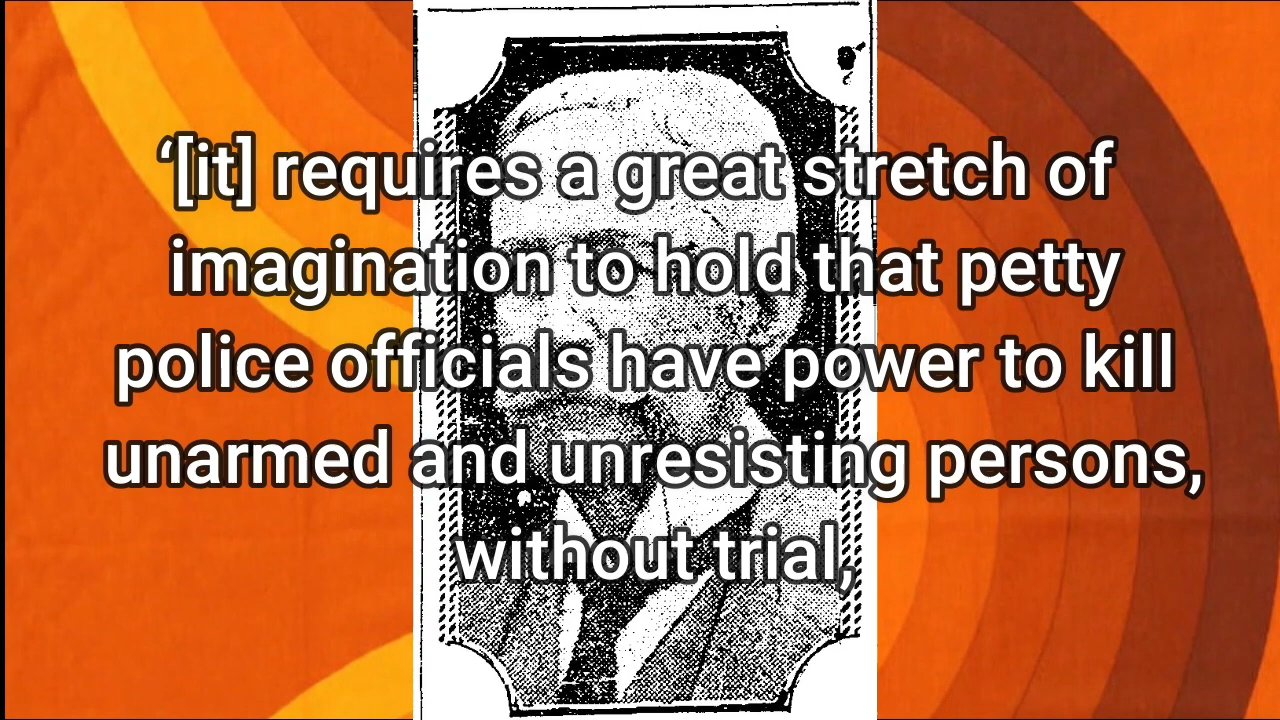 ‘[it] requires a great stretch of
imagination to hold that petty
police officials have power to kill
unarmed and unresisting persons,
without trial,